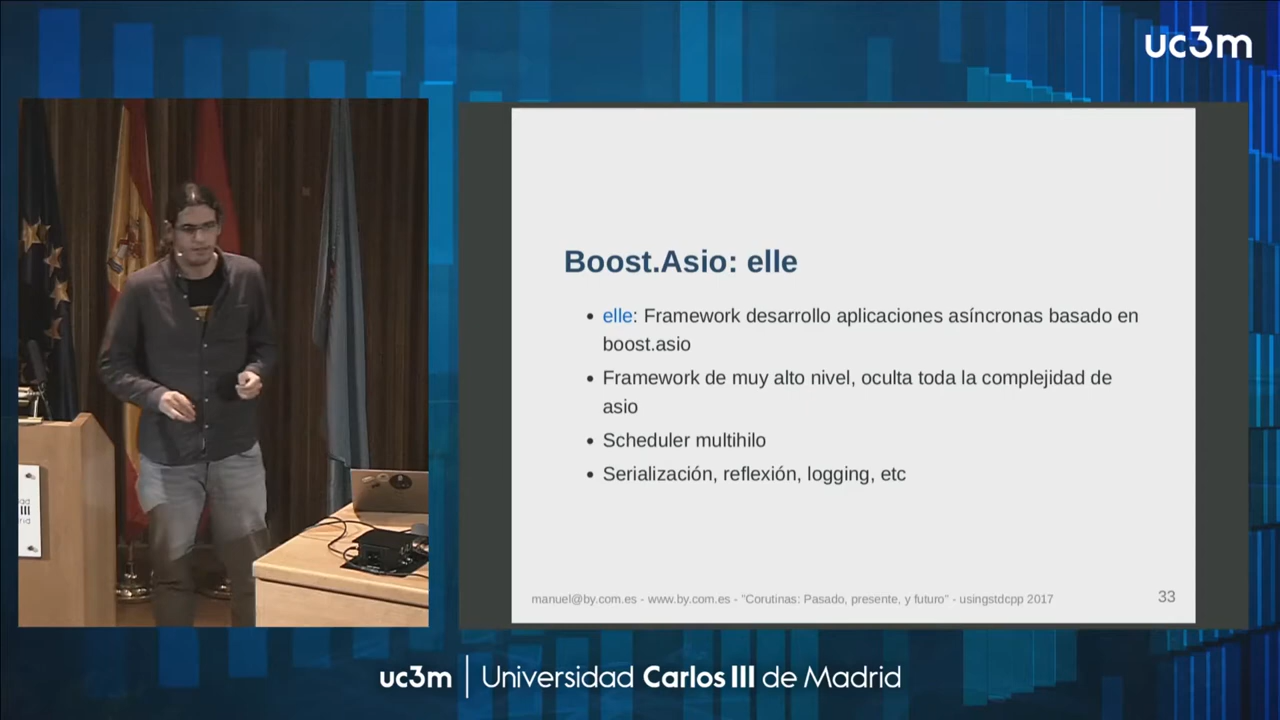 uc3m
Boost.Asio: elle
• elle: Framework desarrollo aplicaciones asíncronas basado en
boost.asio
• Framework de muy alto nivel, oculta toda la complejidad de
asio
• Scheduler multihilo
• Serialización, reflexión, logging, etc
manuel@by.com.es - www.by.com.es - "Corutinas: Pasado, presente, y futuro" - usingstdcpp 2017
33
III
uc3m | Universidad Carlos III de Madrid